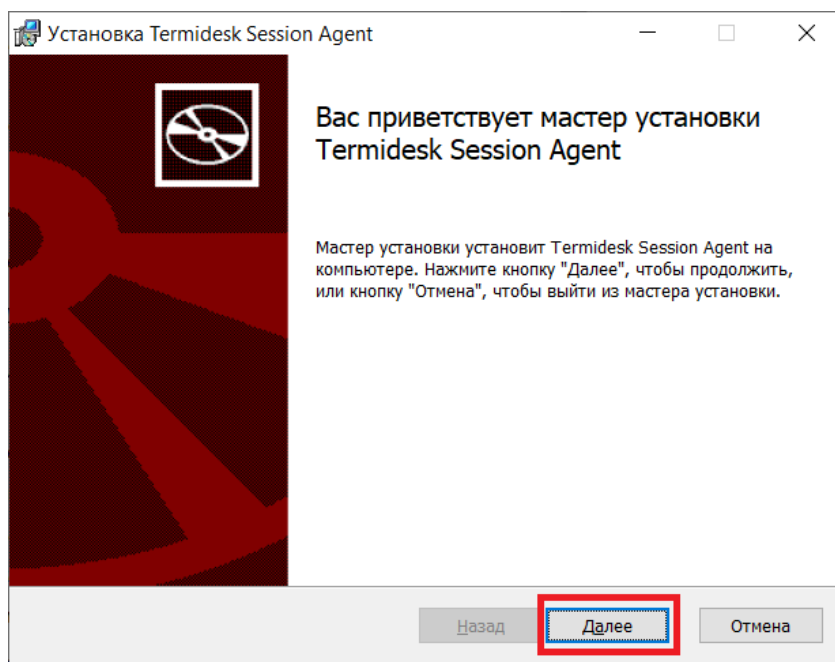 Установка Termidesk Session Agent
Вас приветствует мастер установки
Termidesk Session Agent
Мастер установки установит Termidesk Session Agent на
компьютере. Нажмите кнопку "Далее", чтобы продолжить,
или кнопку "Отмена", чтобы выйти из мастера установки.
Назад
Далее
Отмена